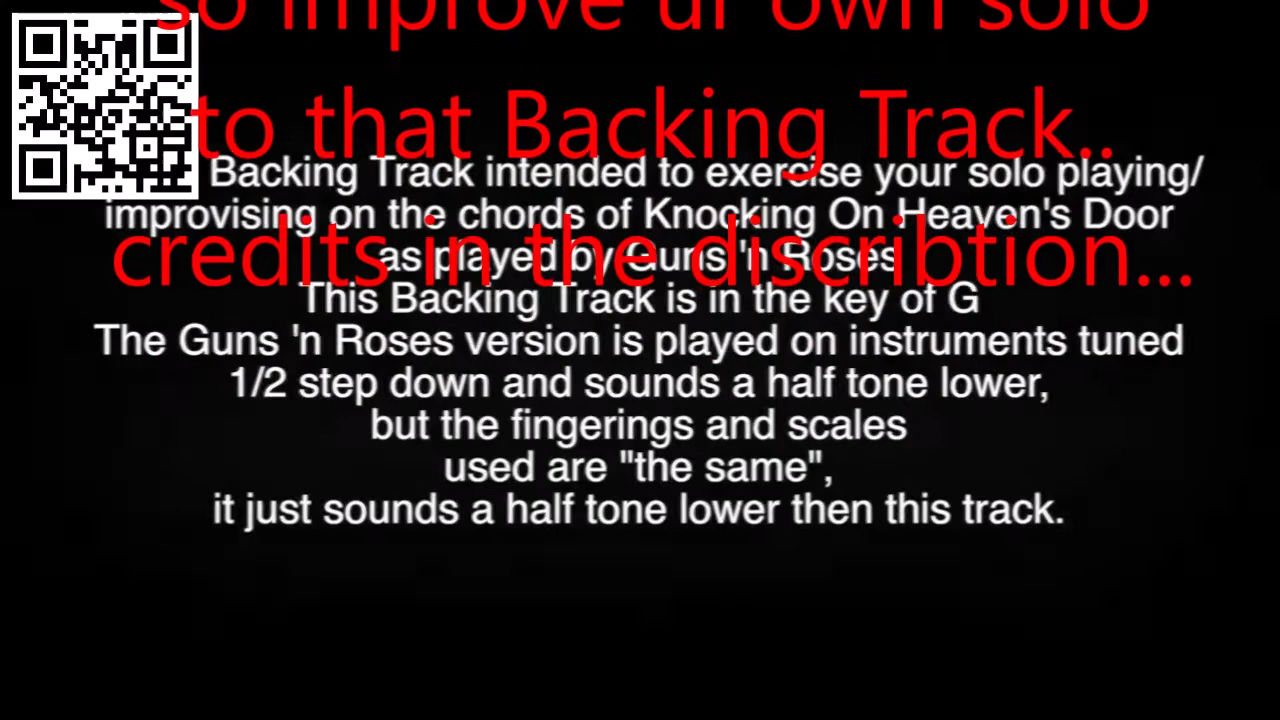 so improve ur own solo
to that Backing Track..
Backing Track intended to exercise your solo playing/
improvising on the chords of Knocking On Heaven's Door
credits in the discribtion...
as played by Guns 'n Roses
This Backing Track is in the key of G
The Guns 'n Roses version is played on instruments tuned
1/2 step down and sounds a half tone lower,
but the fingerings and scales
used are "the same",
it just sounds a half tone lower then this track.